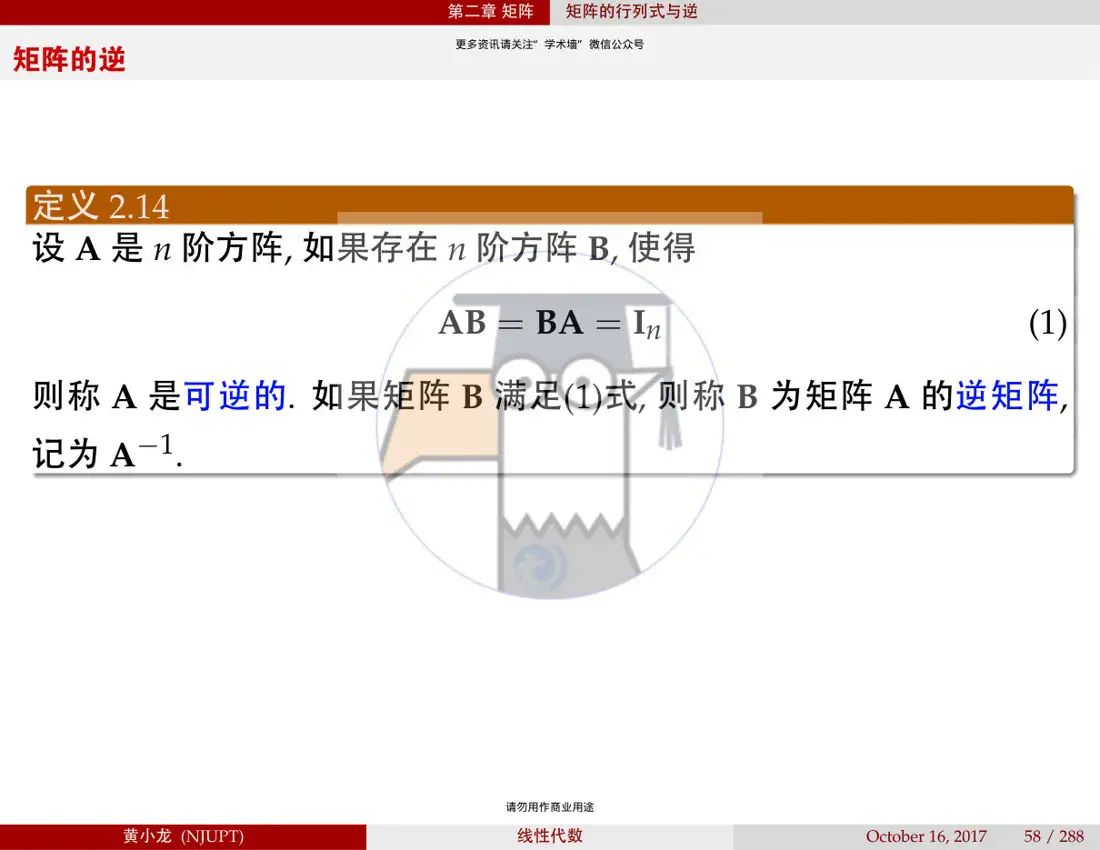 第二章 矩阵 矩阵的行列式与逆
更多资讯请关注“学术墙”微信公众号
矩阵的逆
定义 2.14
设 A 是 n 阶方阵, 如果存在 n 阶方阵 B, 使得
AB = BA = Iₙ (1)
则称 A 是可逆的. 如果矩阵 B 满足(1)式, 则称 B 为矩阵 A 的逆矩阵,
记为 A⁻¹.
请勿用作商业用途
黄小龙 (NJUPT) 线性代数 October 16, 2017 58 / 288